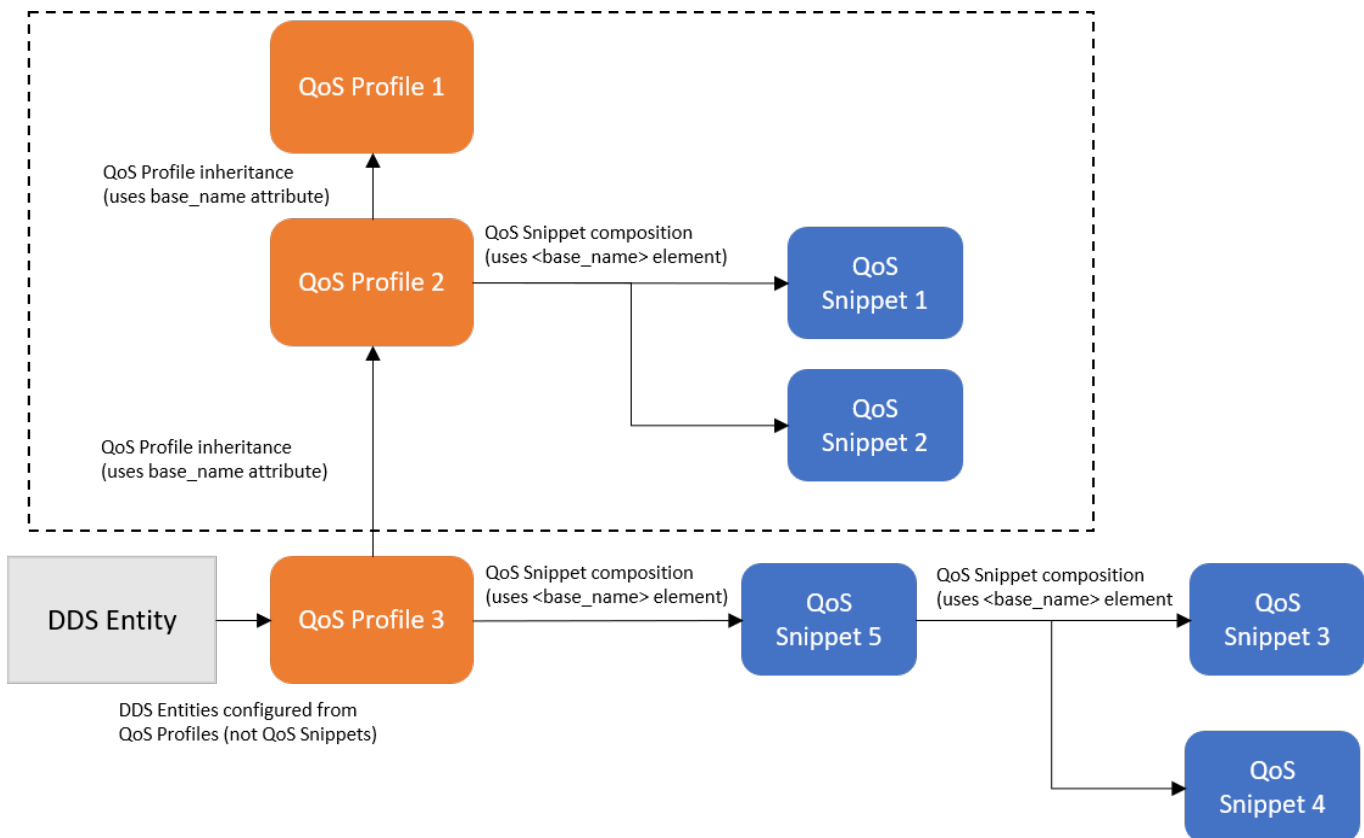 QoS Profile 1
QoS Profile inheritance
(uses base_name attribute)
QoS Profile 2
QoS Snippet composition
(uses <base_name> element)
QoS
Snippet 1
QoS
Snippet 2
QoS Profile inheritance
(uses base_name attribute)
DDS Entity
QoS Profile 3
QoS Snippet composition
(uses <base_name> element)
QoS
Snippet 5
QoS Snippet composition
(uses <base_name> element
QoS
Snippet 3
DDS Entities configured from
QoS Profiles (not QoS Snippets)
QoS
Snippet 4